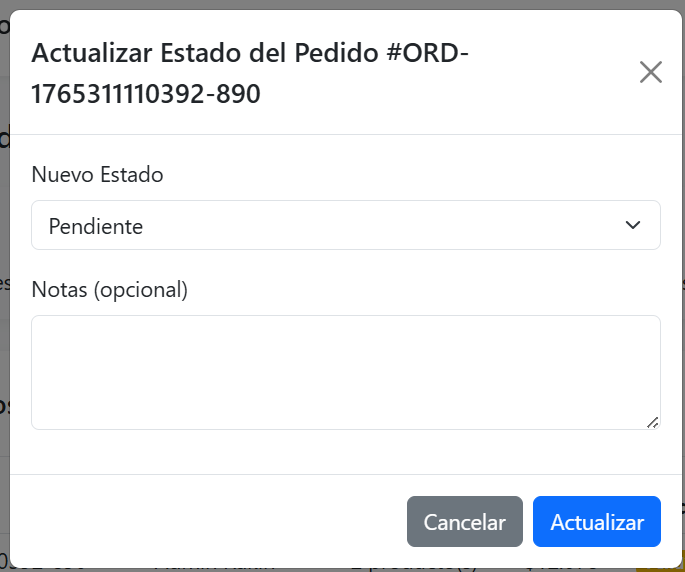 Actualizar Estado del Pedido #ORD-
1765311110392-890
Nuevo Estado
Pendiente
Notas (opcional)
Cancelar
Actualizar